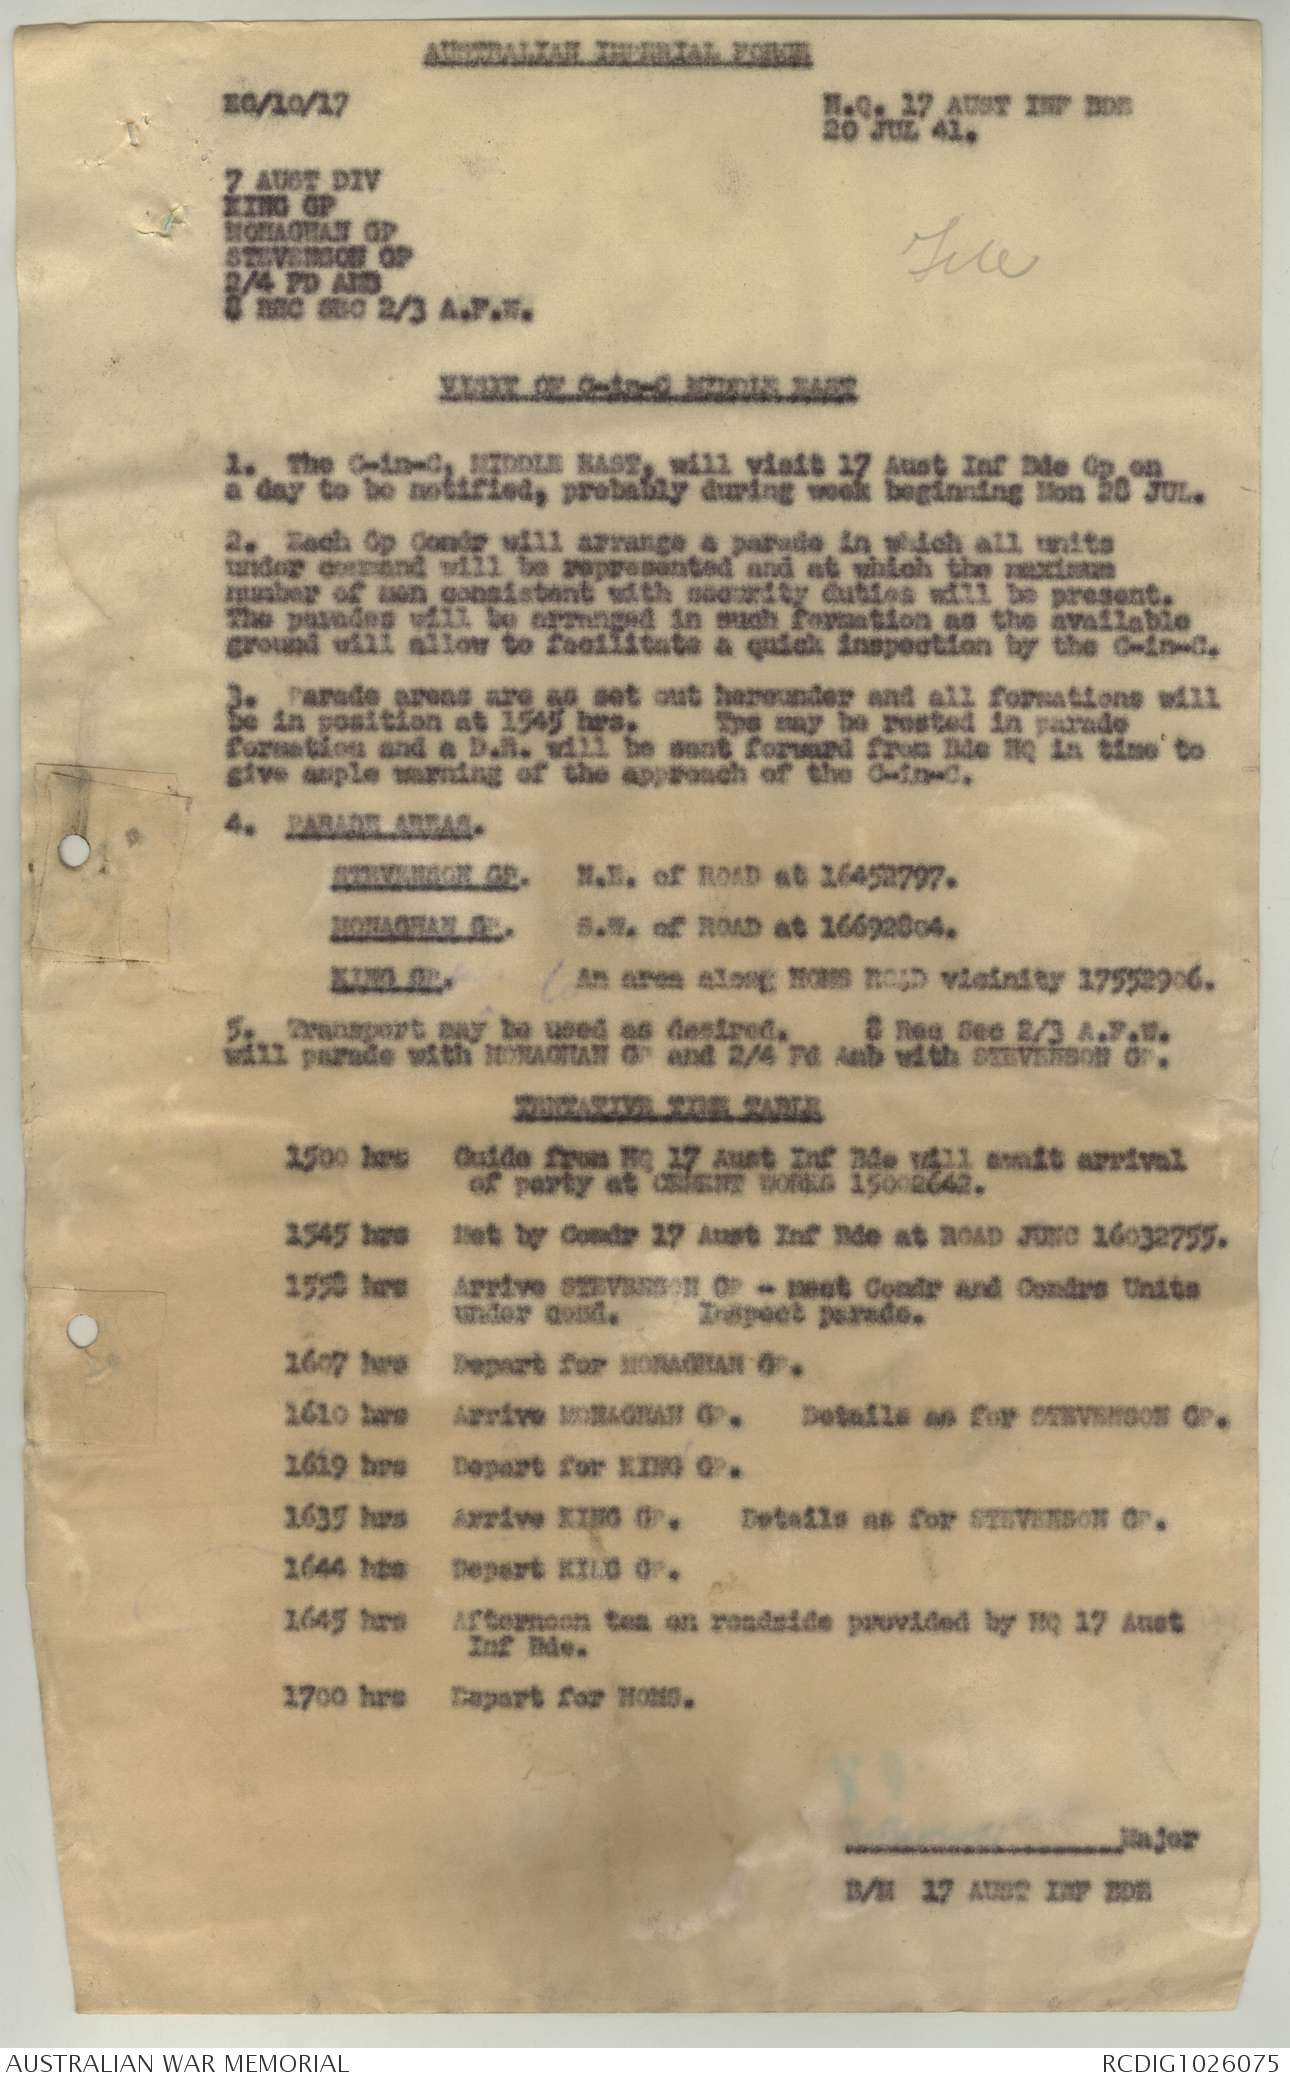 AUSTRALIAN IMPERIAL FORCE
EG/10/17
H.Q. 17 AUST INF BDE
20 JUL 41.
7 AUST DIV
KING GP
MONAGHAN GP
STEVENSON GP
2/4 FD AMB
8 REC SEC 2/3 A.F.W.
File
VISIT OF C-in-C MIDDLE EAST
1. The C-in-C, MIDDLE EAST, will visit 17 Aust Inf Bde Gp on
a day to be notified, probably during week beginning Mon 28 JUL.
2. Each Gp Comdr will arrange a parade in which all units
under command will be represented and at which the maximum
number of men consistent with security duties will be present.
The parades will be arranged in such formation as the available
ground will allow to facilitate a quick inspection by the C-in-C.
3. Parade areas are as set out hereunder and all formations will
be in position at 1545 hrs. Tps may be rested in parade
formation and a D.R. will be sent forward from Bde HQ in time to
give ample warning of the approach of the C-in-C.
4. PARADE AREAS.
STEVENSON GP. N.E. of ROAD at 16452797.
MONAGHAN GP. S.W. of ROAD at 16692804.
KING GP. An area along HOMS ROAD vicinity 17552906.
5. Transport may be used as desired. 8 Rec Sec 2/3 A.F.W.
will parade with MONAGHAN GP and 2/4 Fd Amb with STEVENSON GP.
TENTATIVE TIME TABLE
1500 hrs Guide from HQ 17 Aust Inf Bde will await arrival
of party at CEMENT WORKS 15002642.
1545 hrs Met by Comdr 17 Aust Inf Bde at ROAD JUNC 16032755.
1558 hrs Arrive STEVENSON GP - meet Comdr and Comdrs Units
under comd. Inspect parade.
1607 hrs Depart for MONAGHAN GP.
1610 hrs Arrive MONAGHAN GP. Details as for STEVENSON GP.
1619 hrs Depart for KING GP.
1635 hrs Arrive KING GP. Details as for STEVENSON GP.
1644 hrs Depart KING GP.
1645 hrs Afternoon tea on roadside provided by HQ 17 Aust
Inf Bde.
1700 hrs Depart for HOMS.
Major
B/M 17 AUST INF BDE
AUSTRALIAN WAR MEMORIAL
RCDIG1026075